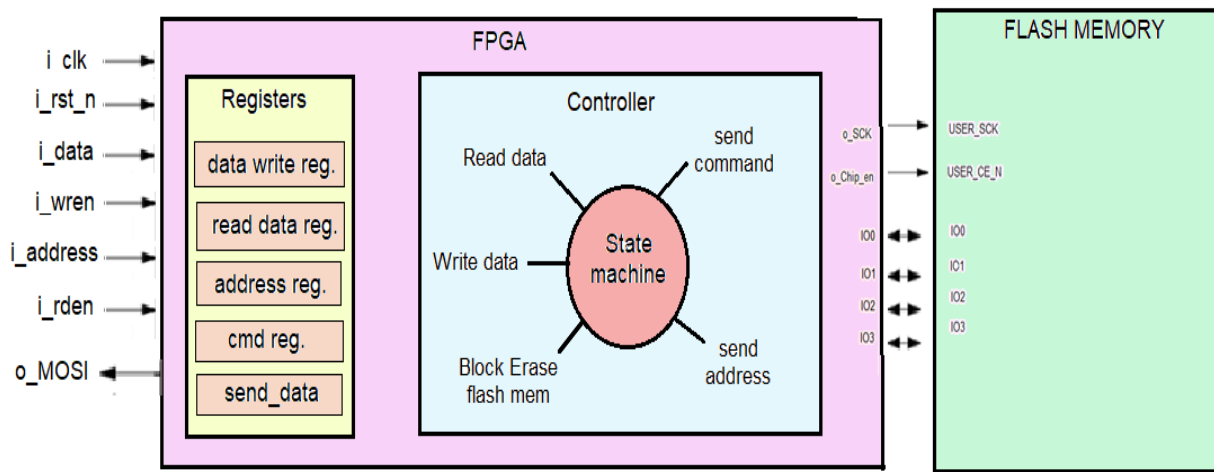 FPGA
FLASH MEMORY
i_clk
i_rst_n
i_data
i_wren
i_address
i_rden
o_MOSI
Registers
data write reg.
read data reg.
address reg.
cmd reg.
send_data
Controller
Read data
send
command
Write data
State
machine
Block Erase
flash mem
send
address
o_SCK
o_Chip_en
IO0
IO1
IO2
IO3
USER_SCK
USER_CE_N
IO0
IO1
IO2
IO3